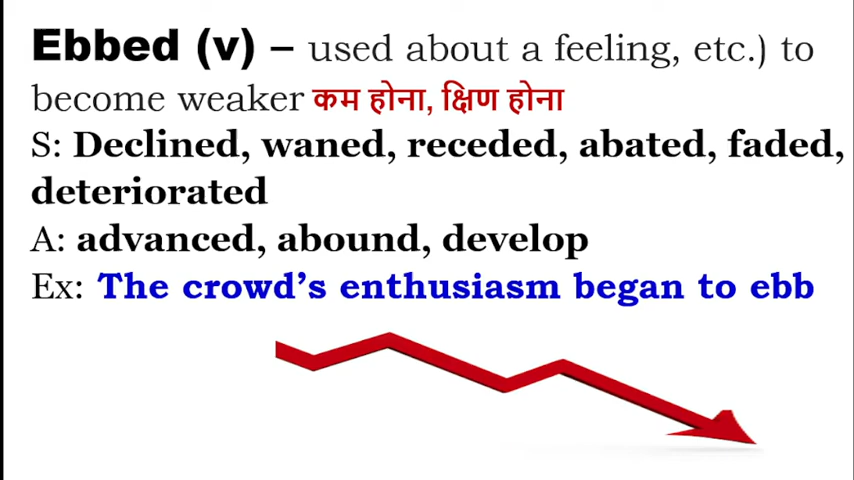 Ebbed (v) – used about a feeling, etc.) to
become weaker कम होना, क्षिण होना
S: Declined, waned, receded, abated, faded,
deteriorated
A: advanced, abound, develop
Ex: The crowd’s enthusiasm began to ebb